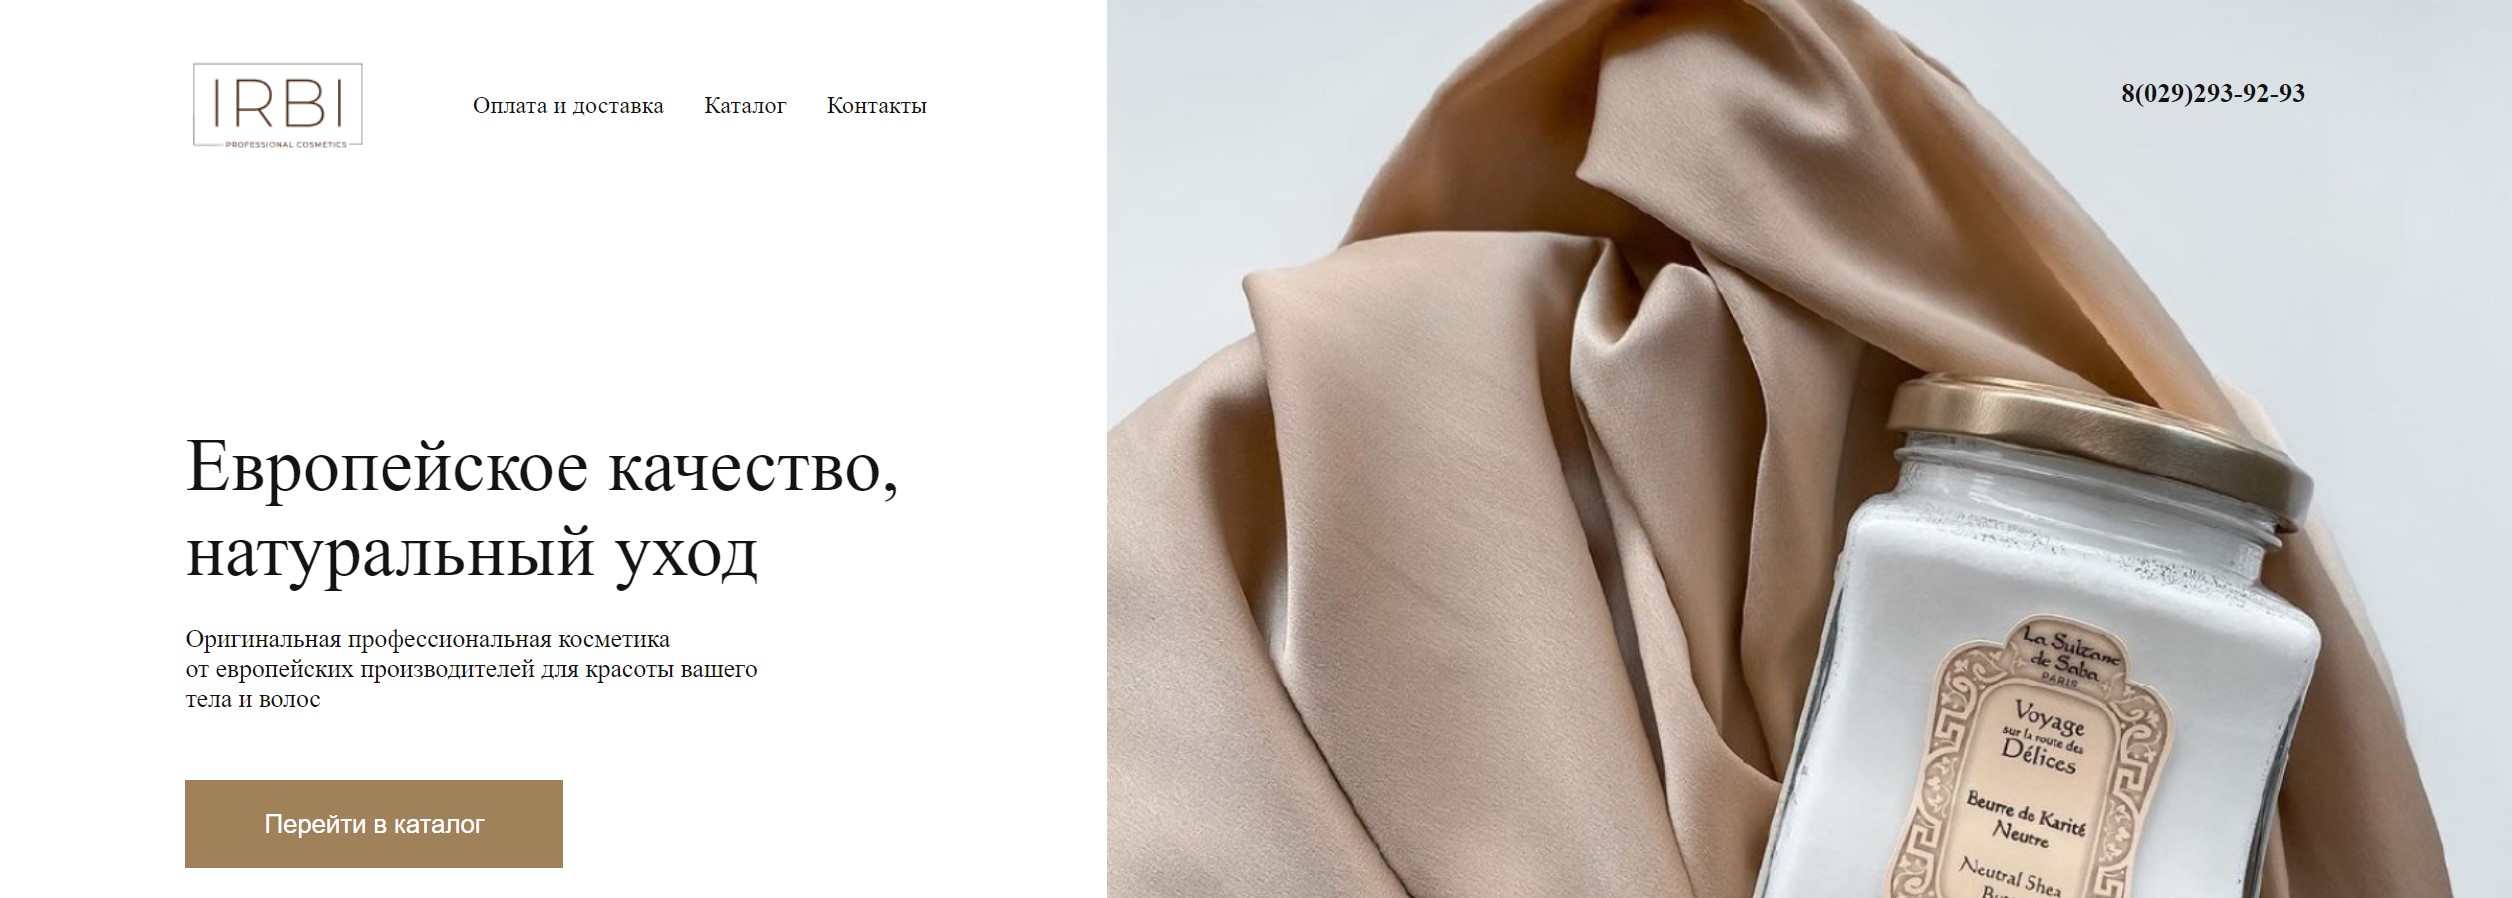 IRBI
PROFESSIONAL COSMETICS
Оплата и доставка
Каталог
Контакты
8(029)293-92-93
Европейское качество,
натуральный уход
Оригинальная профессиональная косметика
от европейских производителей для красоты вашего
тела и волос
Перейти в каталог
La Sultane
de Saba
PARIS
Voyage
sur la route des
Délices
Beurre de Karité
Neutre
Neutral Shea